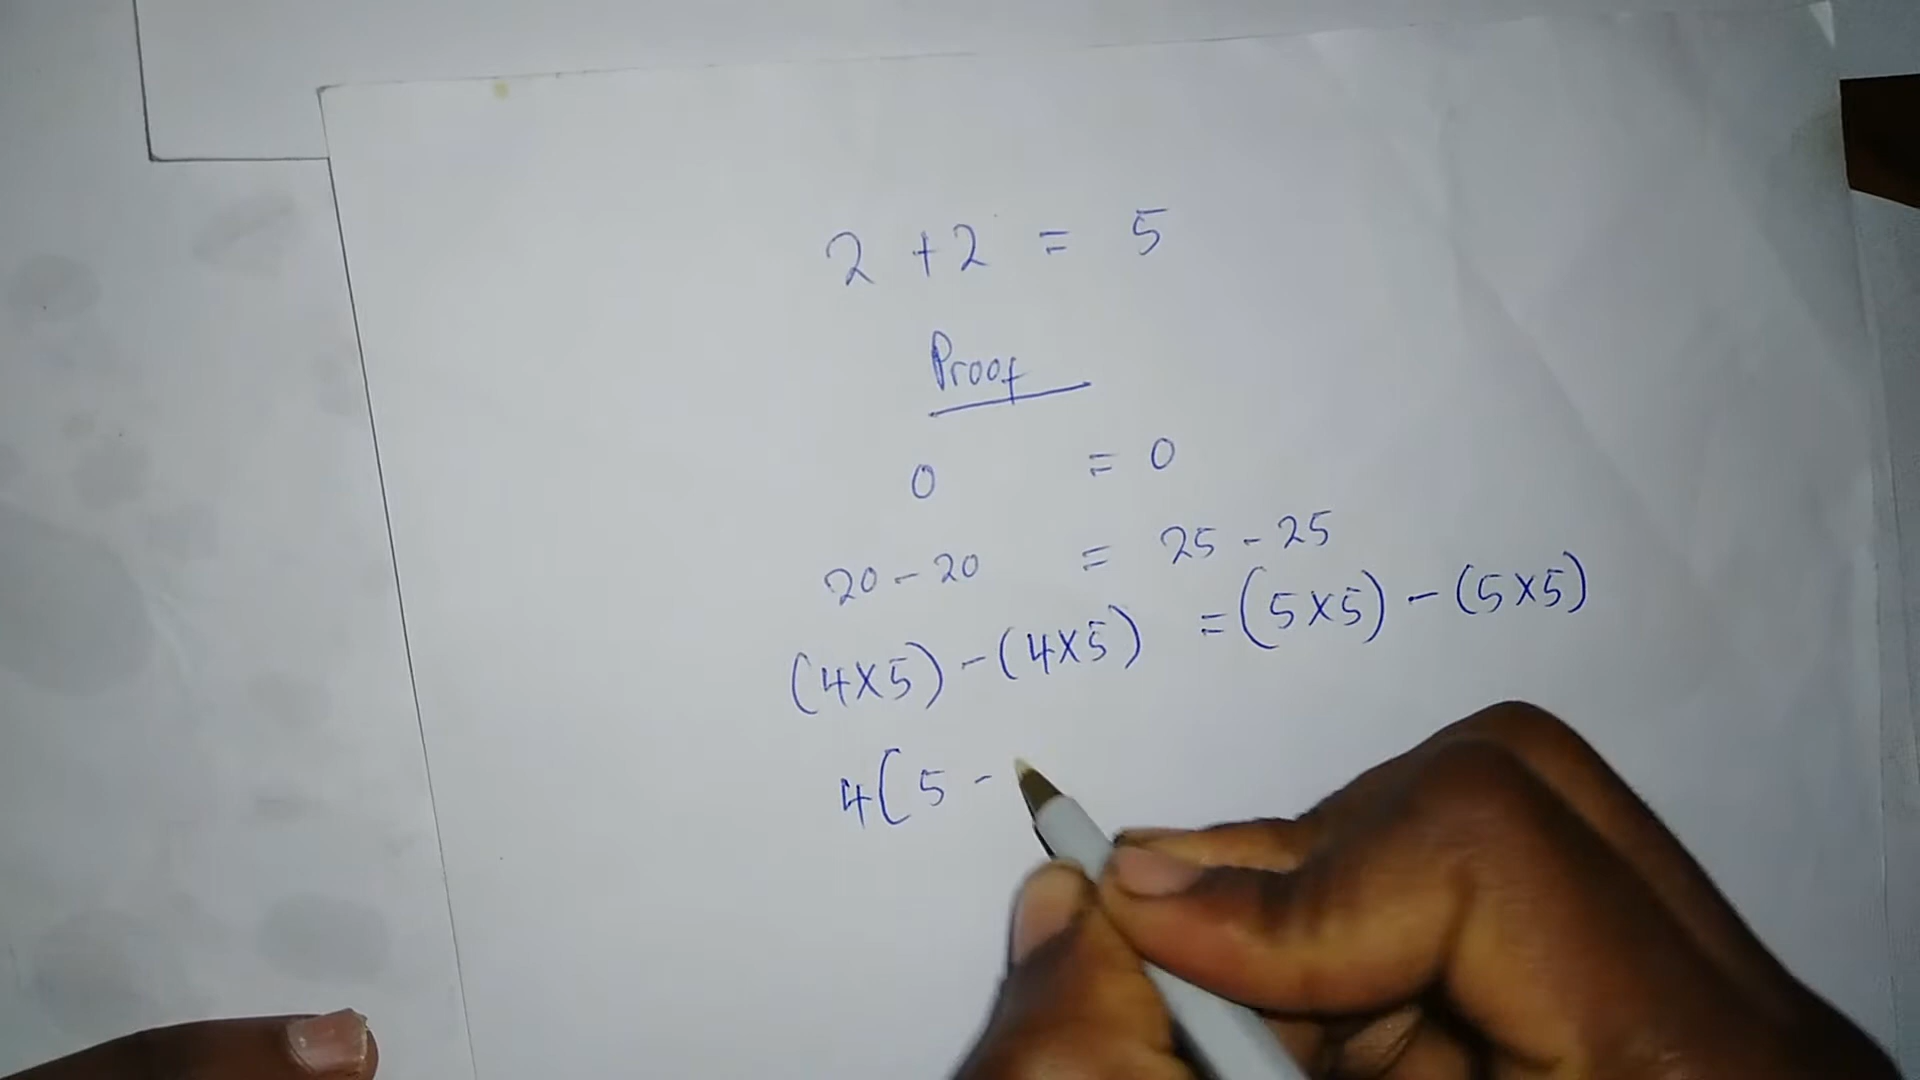 2 + 2 = 5
Proof
0 = 0
20 - 20 = 25 - 25
(4X5) - (4X5) = (5X5) - (5X5)
4(5 -